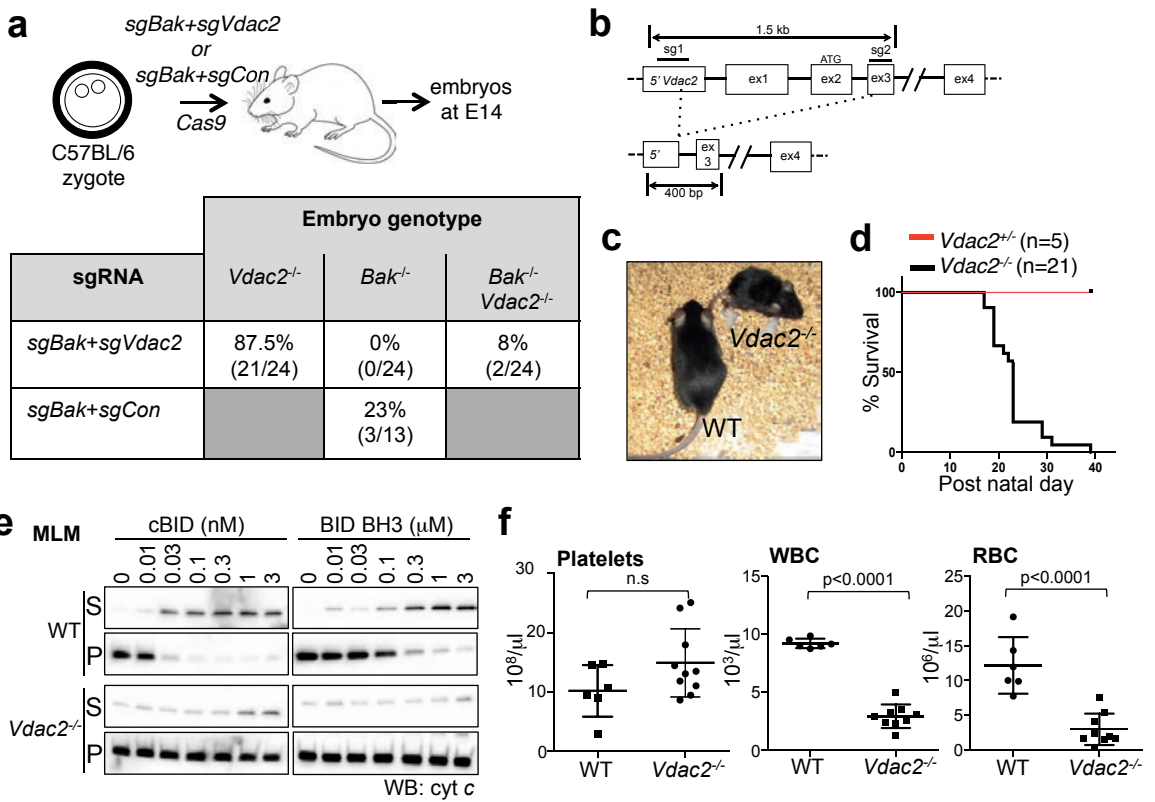 a
sgBak+sgVdac2
or
sgBak+sgCon
Cas9
C57BL/6
zygote
embryos
at E14
Embryo genotype
sgRNA
Vdac2-/-
Bak-/-
Bak-/-
Vdac2-/-
sgBak+sgVdac2
87.5%
(21/24)
0%
(0/24)
8%
(2/24)
sgBak+sgCon
23%
(3/13)
b
1.5 kb
sg1
ATG
sg2
5' Vdac2
ex1
ex2
ex3
ex4
5'
ex
3
ex4
400 bp
c
Vdac2-/-
WT
d
Vdac2+/- (n=5)
Vdac2-/- (n=21)
% Survival
100
50
0
0 10 20 30 40
Post natal day
e
MLM
cBID (nM)
BID BH3 (µM)
0 0.01 0.03 0.1 0.3 1 3
0 0.01 0.03 0.1 0.3 1 3
WT
S
P
Vdac2-/-
S
P
WB: cyt c
f
Platelets
n.s
10⁸/µl
30
20
10
0
WT Vdac2-/-
WBC
p<0.0001
10³/µl
15
10
5
0
WT Vdac2-/-
RBC
p<0.0001
10⁶/µl
25
20
15
10
5
0
WT Vdac2-/-